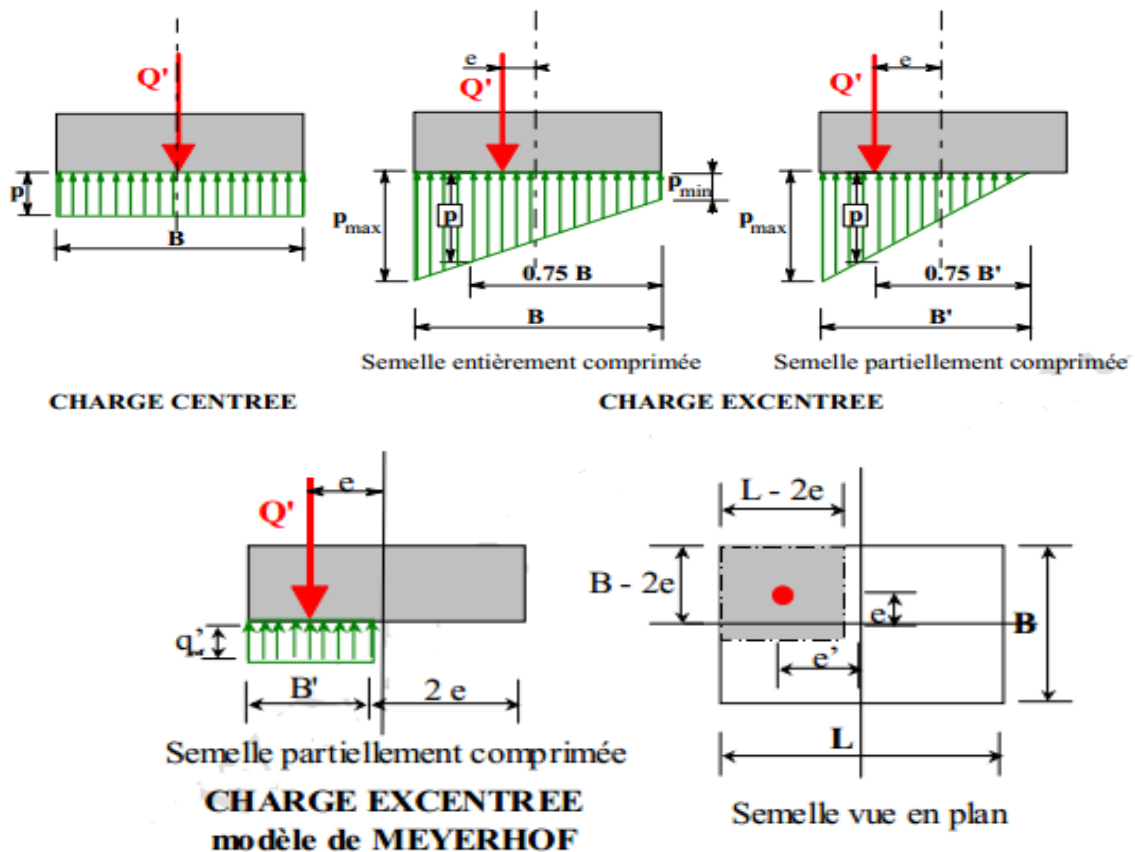 Q'
p
B
e
Q'
p max
p
p min
0.75 B
B
Semelle entièrement comprimée
e
Q'
p max
p
0.75 B'
B'
Semelle partiellement comprimée
CHARGE CENTREE
CHARGE EXCENTREE
e
Q'
B'
2 e
Semelle partiellement comprimée
CHARGE EXCENTREE
modèle de MEYERHOF
L - 2e
B - 2e
e
B
e’
L
Semelle vue en plan